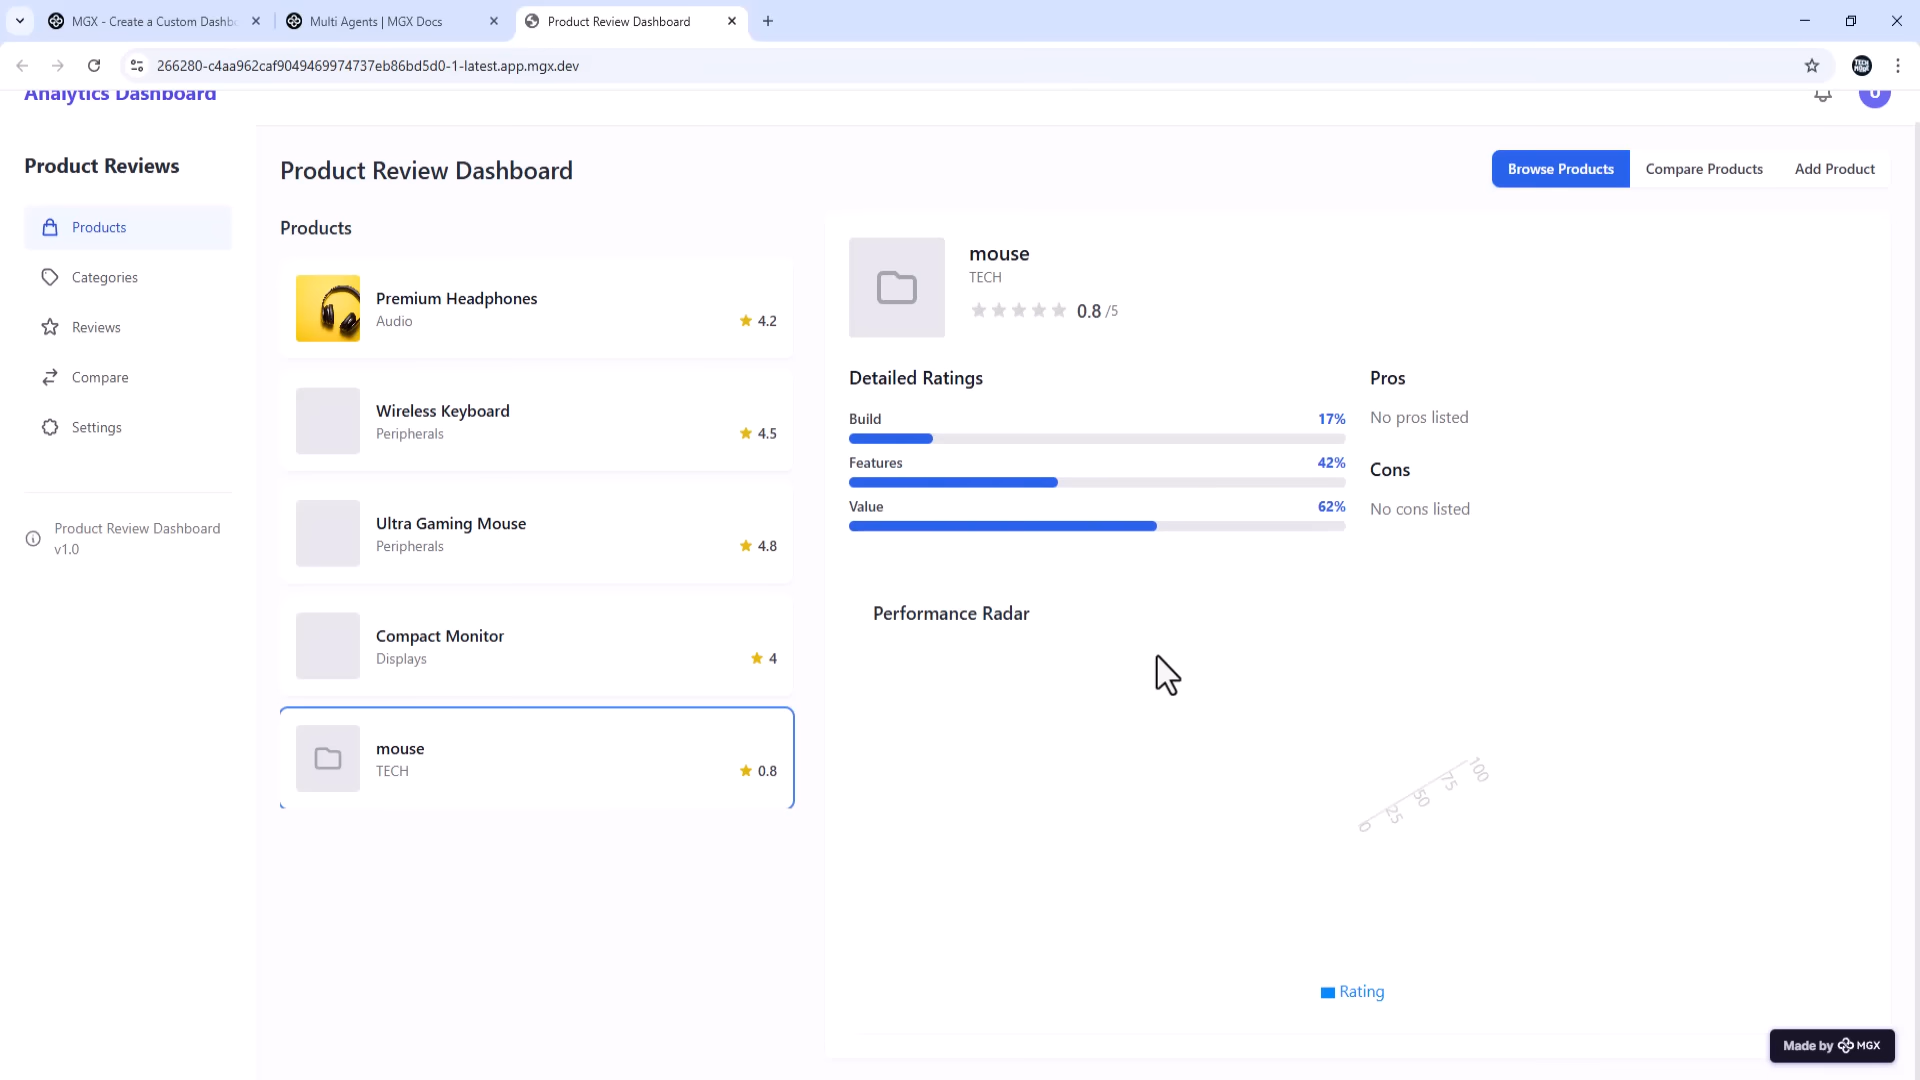 MGX - Create a Custom Dashb
Multi Agents | MGX Docs
Product Review Dashboard
266280-c4aa962caf9049469974737eb86bd5d0-1-latest.app.mgx.dev
TECH MODE
Analytics Dashboard
U
Product Reviews
Products
Categories
Reviews
Compare
Settings
Product Review Dashboard
v1.0
Product Review Dashboard
Browse Products
Compare Products
Add Product
Products
Premium Headphones
Audio
4.2
Wireless Keyboard
Peripherals
4.5
Ultra Gaming Mouse
Peripherals
4.8
Compact Monitor
Displays
4
mouse
TECH
0.8
mouse
TECH
0.8 /5
Detailed Ratings
Build 17%
Features 42%
Value 62%
Pros
No pros listed
Cons
No cons listed
Performance Radar
0 25 50 75 100
Rating
Made by MGX